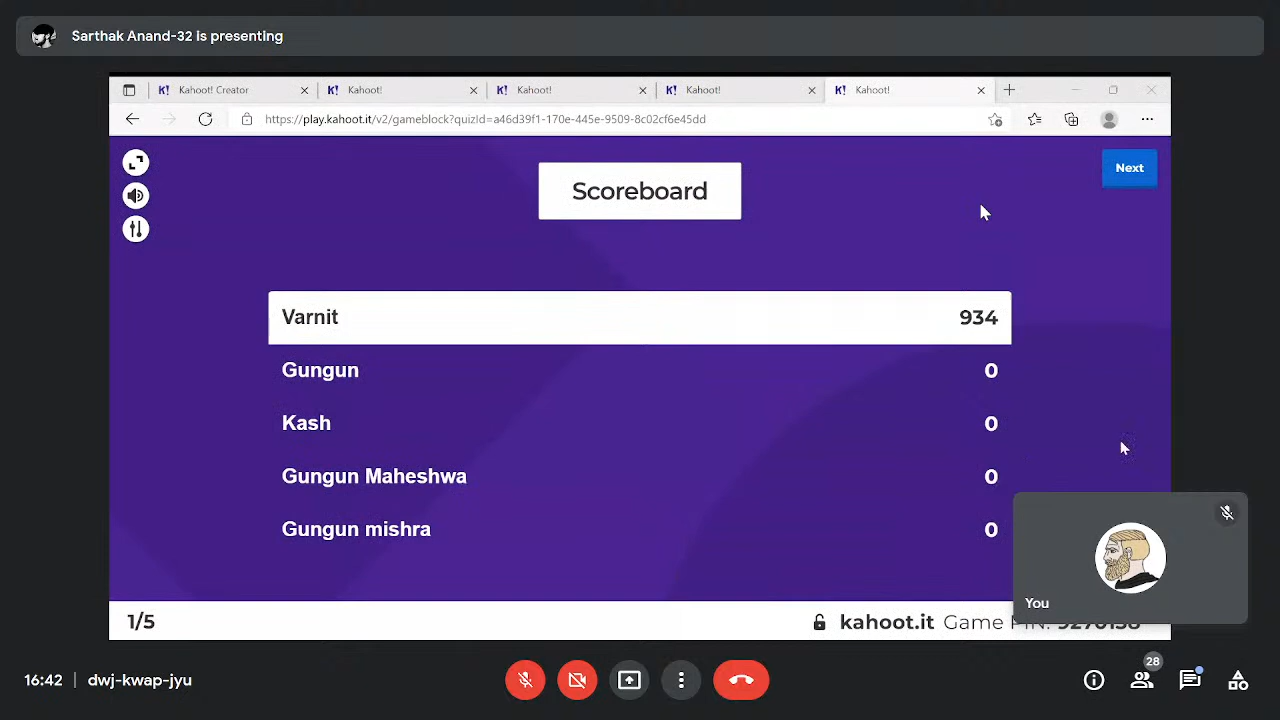 Sarthak Anand-32 is presenting
K! Kahoot! Creator K! Kahoot! K! Kahoot! K! Kahoot! K! Kahoot!
https://play.kahoot.it/v2/gameblock?quizId=a46d39f1-170e-445e-9509-8c02cf6e45dd
Next
Scoreboard
Varnit 934
Gungun 0
Kash 0
Gungun Maheshwa 0
Gungun mishra 0
You
1/5 kahoot.it Game PIN:
16:42 | dwj-kwap-jyu
28